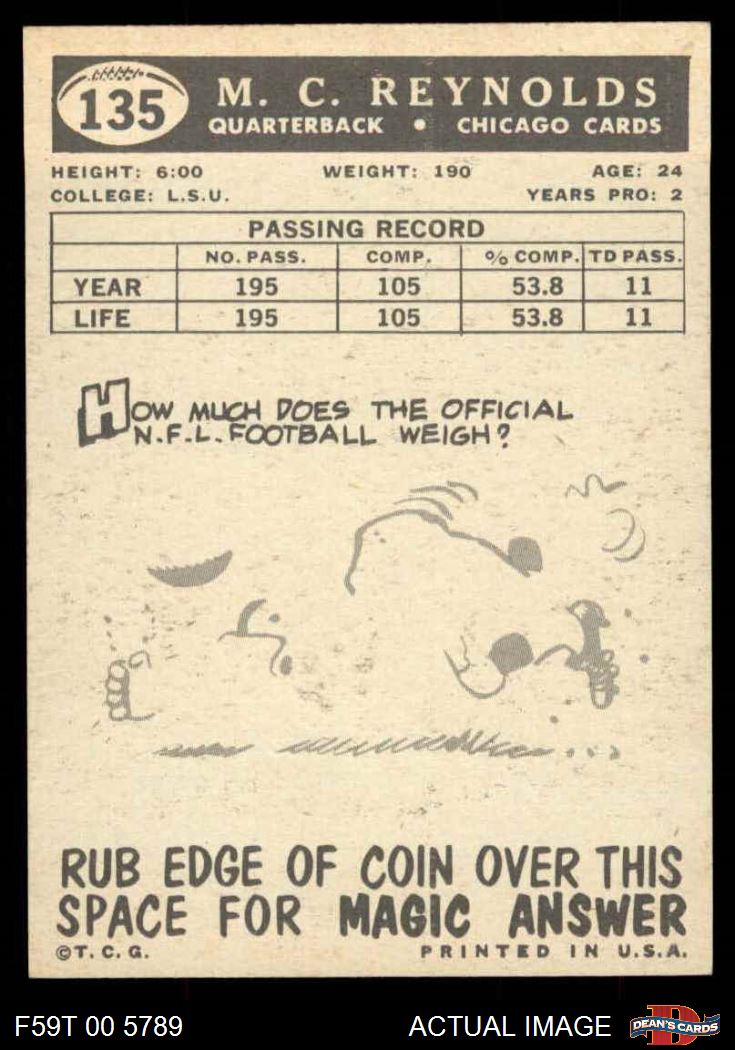 135
M. C. REYNOLDS
QUARTERBACK • CHICAGO CARDS
HEIGHT: 6:00 WEIGHT: 190 AGE: 24
COLLEGE: L.S.U. YEARS PRO: 2
PASSING RECORD
NO. PASS. COMP. % COMP. TD PASS.
YEAR 195 105 53.8 11
LIFE 195 105 53.8 11
HOW MUCH DOES THE OFFICIAL
N.F.L. FOOTBALL WEIGH?
RUB EDGE OF COIN OVER THIS
SPACE FOR MAGIC ANSWER
©T. C. G. PRINTED IN U.S.A.
F59T 00 5789 ACTUAL IMAGE D DEAN'S CARDS